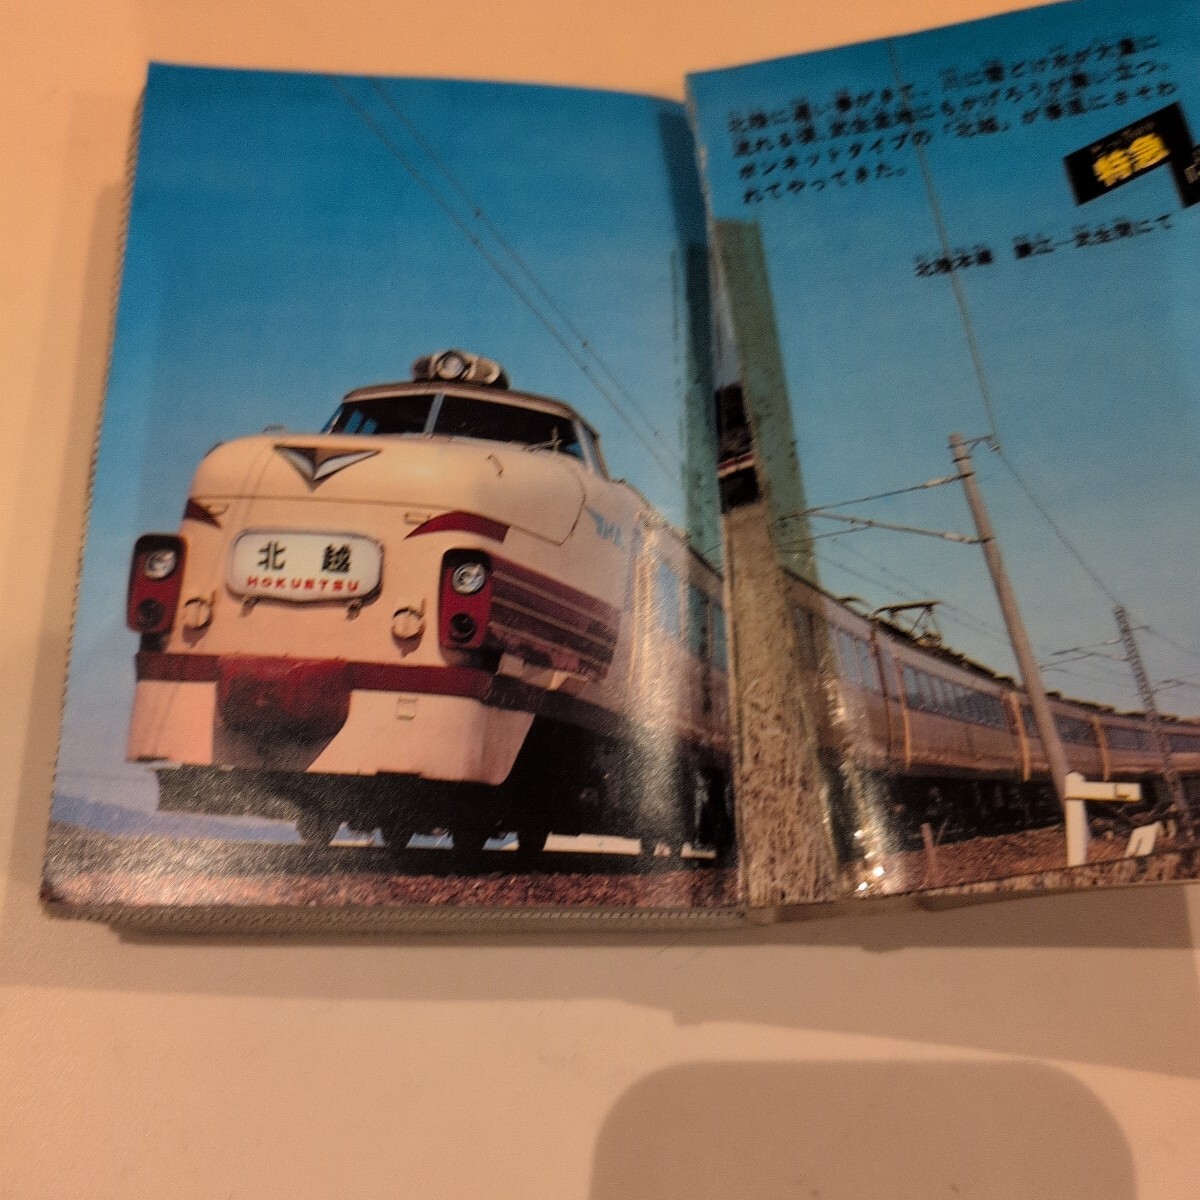 北越
HOKUETSU
北陸に遅い春がきて、川に雪どけ水が大量に
流れる頃、武生盆地にもかげろうが舞い立つ。
ボンネットタイプの「北越」が春風にさそわ
れてやってきた。
特急
北陸本線 鯖江―武生間にて